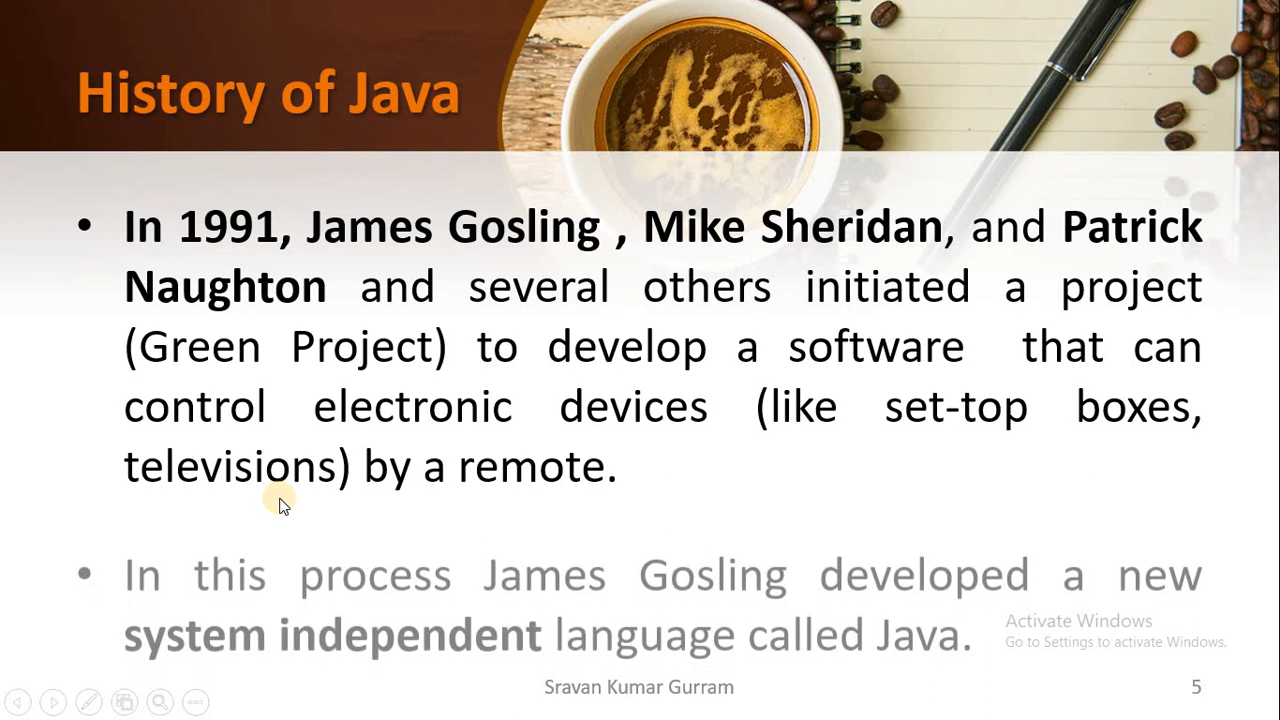 History of Java
• In 1991, James Gosling , Mike Sheridan, and Patrick
Naughton and several others initiated a project
(Green Project) to develop a software that can
control electronic devices (like set-top boxes,
televisions) by a remote.
• In this process James Gosling developed a new
system independent language called Java.
Activate Windows
Go to Settings to activate Windows.
Sravan Kumar Gurram
5